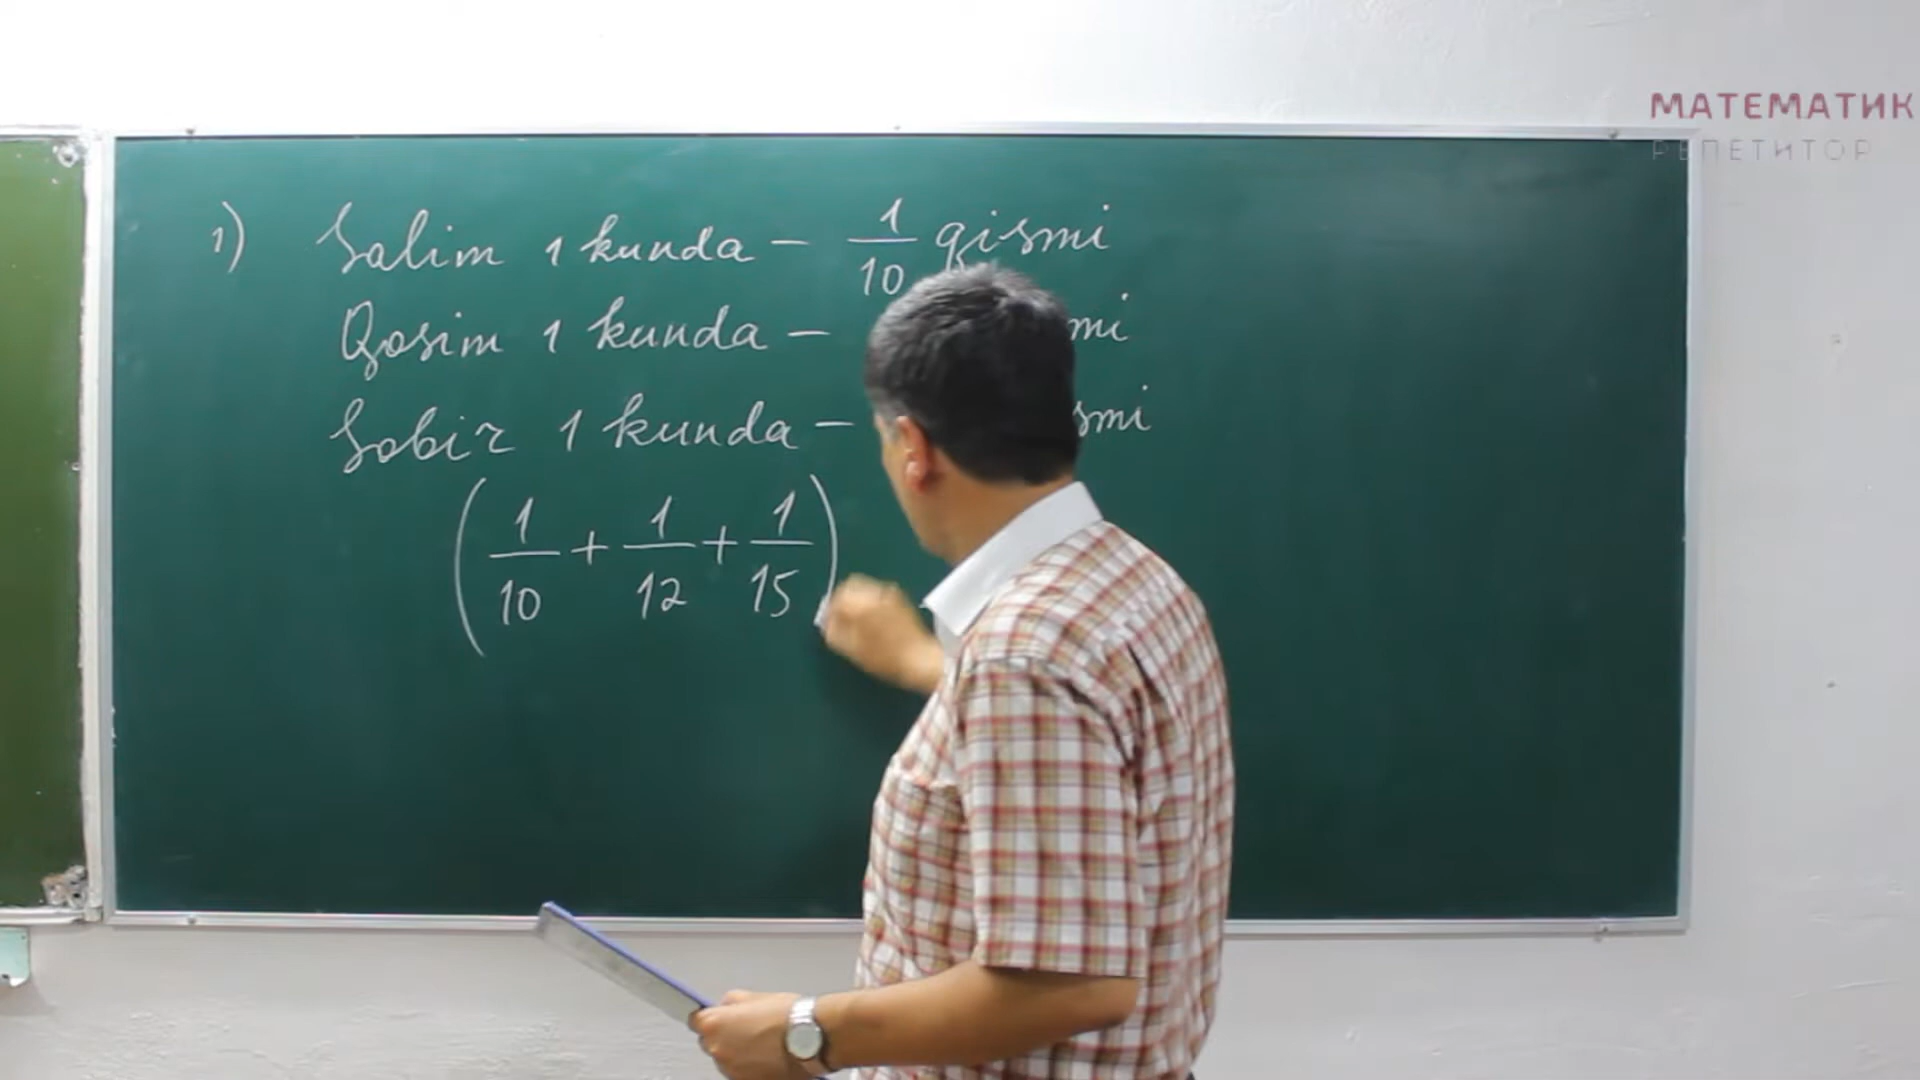 МАТЕМАТИК
РЕПЕТИТОР
1) Salim 1 kunda – 1/10 qismi
Qosim 1 kunda –
Sobir 1 kunda –
(1/10 + 1/12 + 1/15)